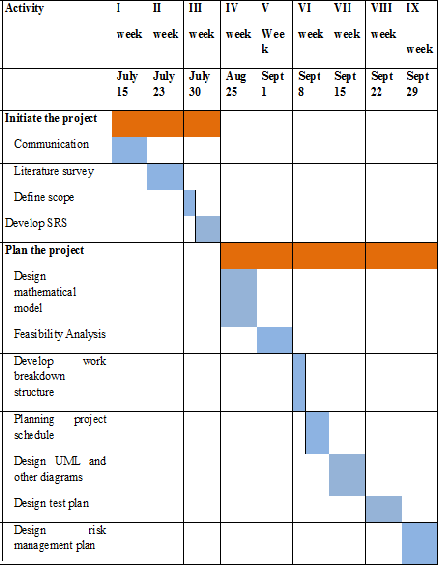 Activity I II III IV V VI VII VIII IX
week week week week Wee week week week week
k
July July July Aug Sept Sept Sept Sept Sept
15 23 30 25 1 8 15 22 29
Initiate the project
Communication
Literature survey
Define scope
Develop SRS
Plan the project
Design
mathematical
model
Feasibility Analysis
Develop work
breakdown
structure
Planning project
schedule
Design UML and
other diagrams
Design test plan
Design risk
management plan